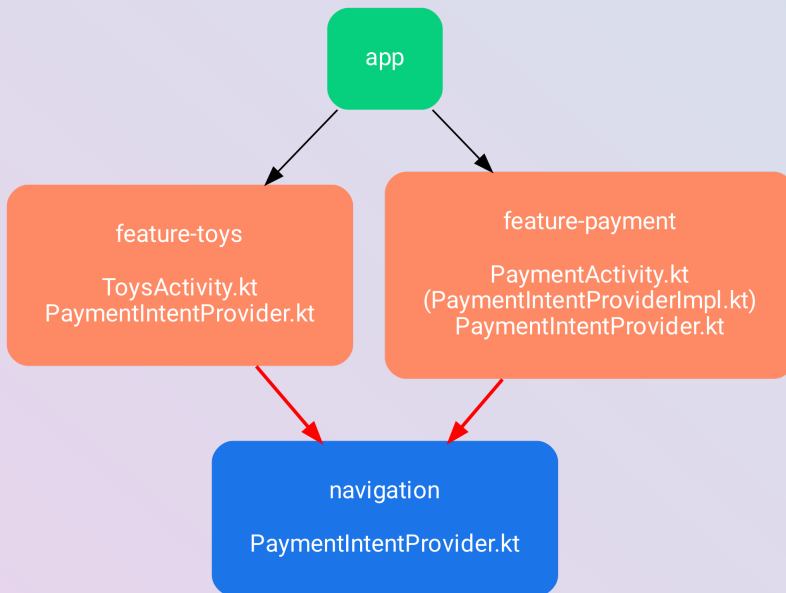 app
feature-toys
ToysActivity.kt
PaymentIntentProvider.kt
feature-payment
PaymentActivity.kt
(PaymentIntentProviderImpl.kt)
PaymentIntentProvider.kt
navigation
PaymentIntentProvider.kt